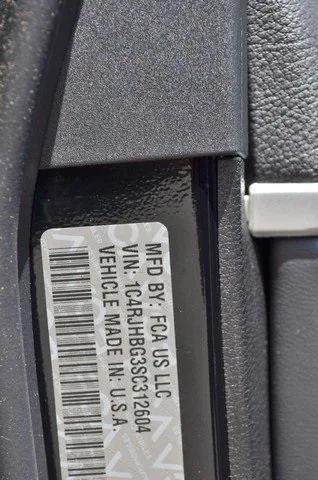 MFD BY: FCA US LLC
VIN: 1C4RJHBG3SC312604
VEHICLE MADE IN: U.S.A.